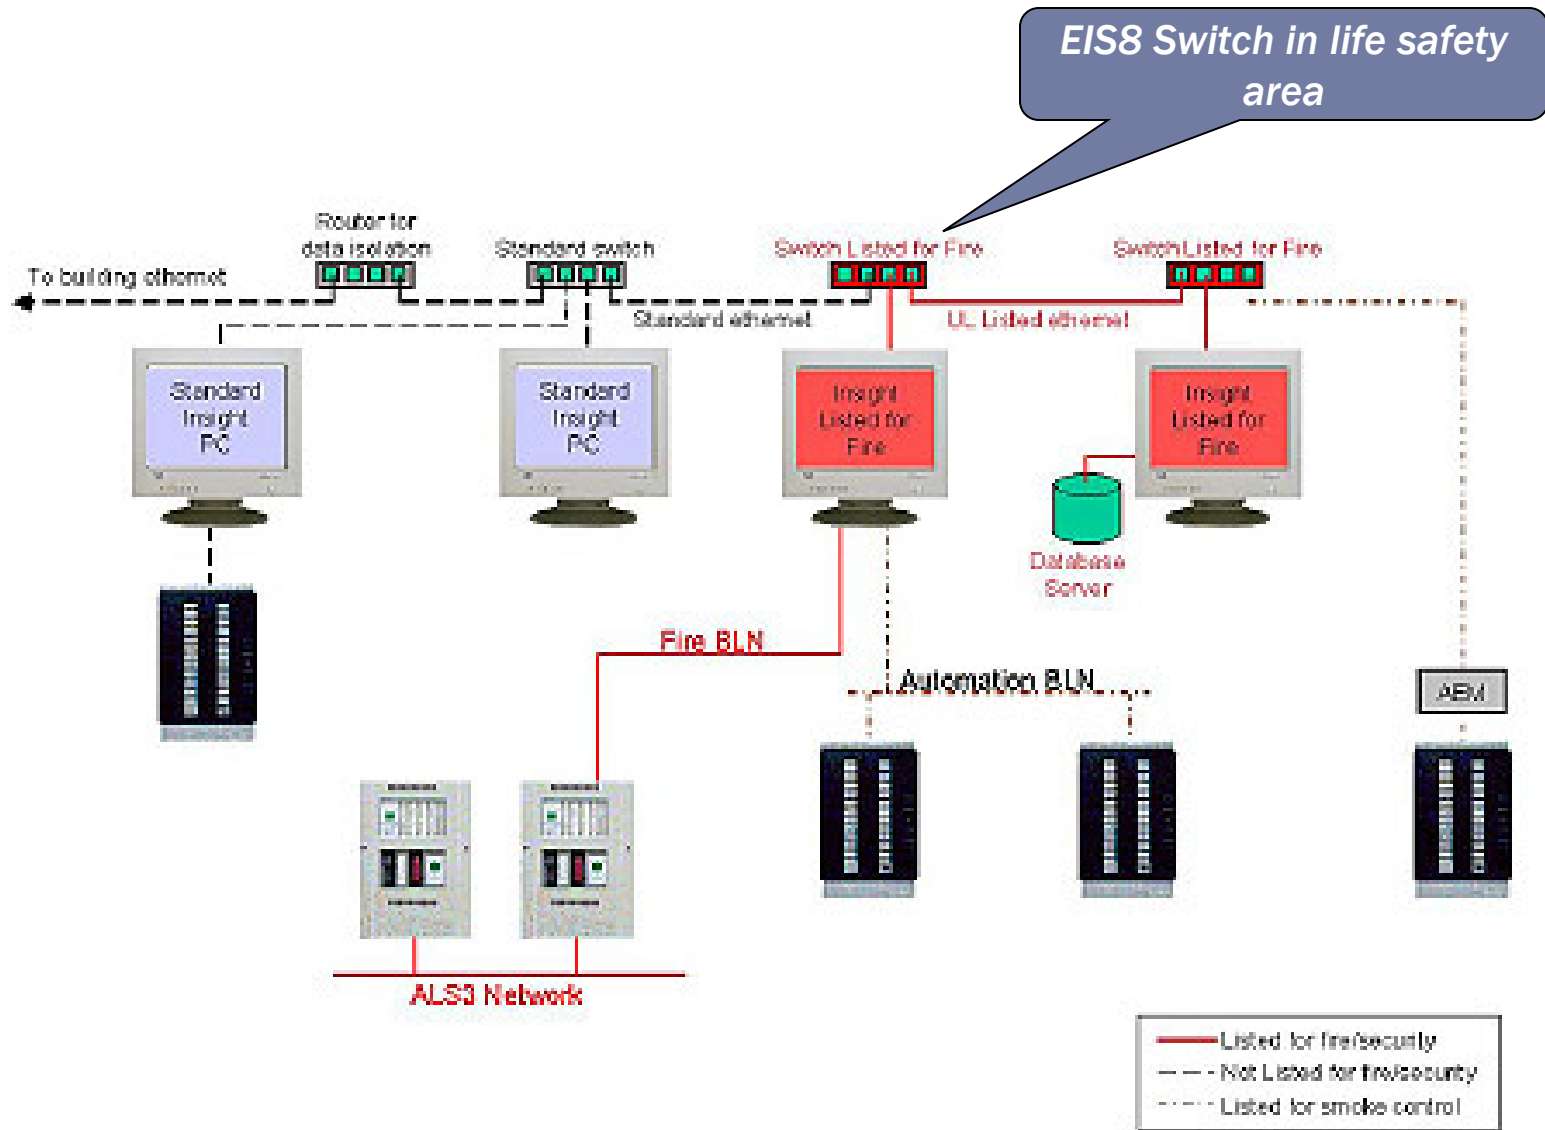 EIS8 Switch in life safety
area
Router for
data isolation
Standard switch
Switch Listed for Fire
Switch Listed for Fire
To building ethernet
Standard ethernet
UL Listed ethernet
Standard
Insight
PC
Standard
Insight
PC
Insight
Listed for
Fire
Insight
Listed for
Fire
Database
Server
Fire BLN
Automation BLN
AEM
ALS3 Network
Listed for fire/security
Not Listed for fire/security
Listed for smoke control